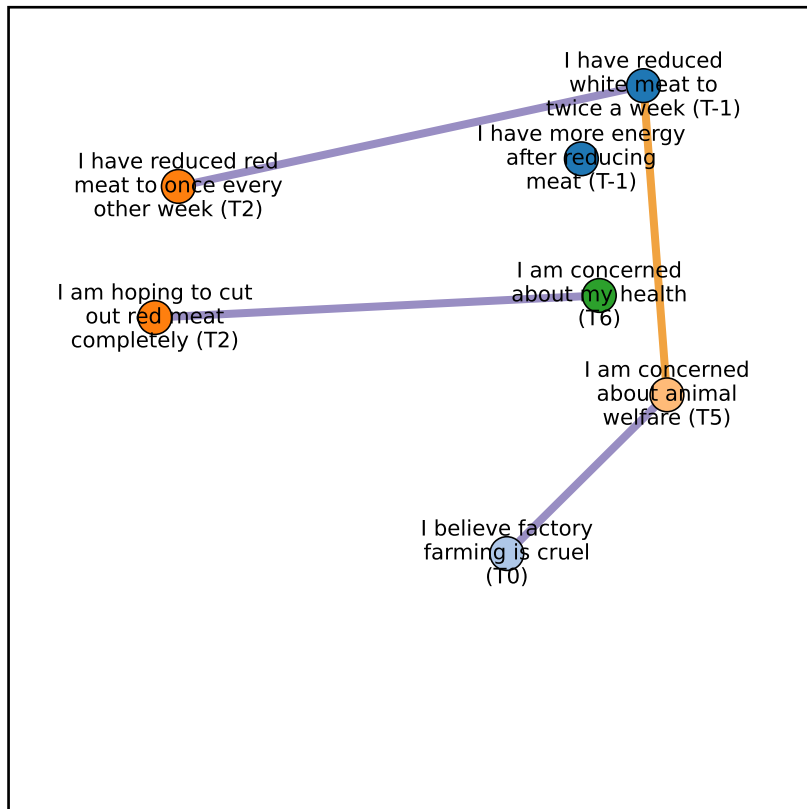 I have reduced
white meat to
twice a week (T-1)
I have more energy
after reducing
meat (T-1)
I have reduced red
meat to once every
other week (T2)
I am concerned
about my health
(T6)
I am hoping to cut
out red meat
completely (T2)
I am concerned
about animal
welfare (T5)
I believe factory
farming is cruel
(T0)